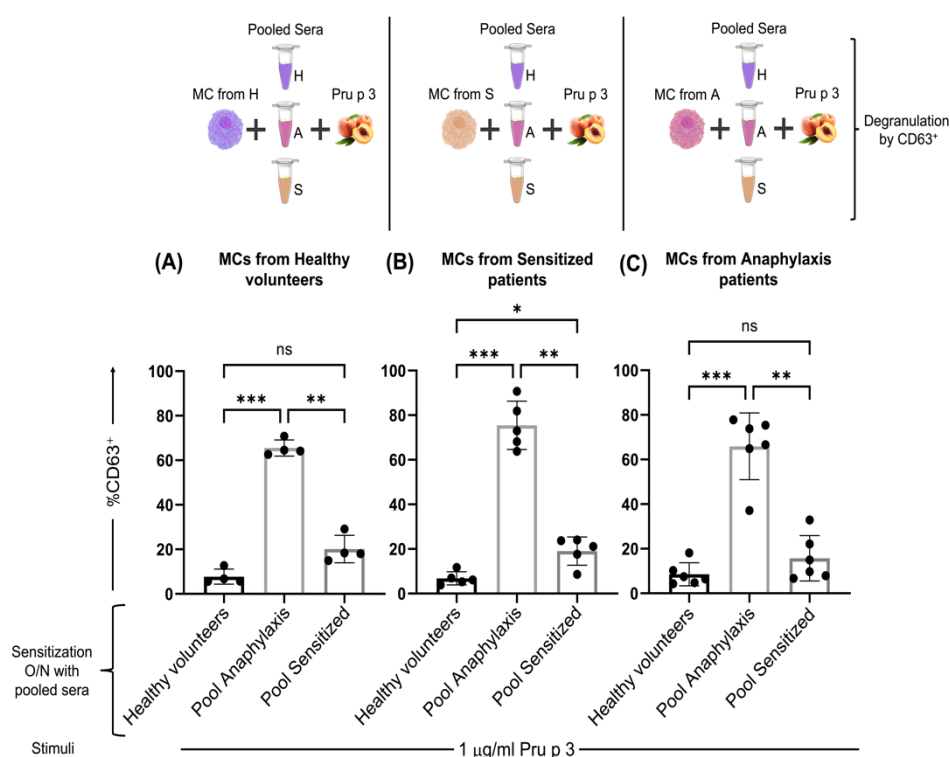 Pooled Sera
Pooled Sera
Pooled Sera
H
H
H
MC from H
Pru p 3
MC from S
Pru p 3
MC from A
Pru p 3
+
A
+
+
A
+
+
A
+
Degranulation
by CD63⁺
S
S
S
(A)
MCs from Healthy
volunteers
(B)
MCs from Sensitized
patients
(C)
MCs from Anaphylaxis
patients
ns
***
**
*
***
**
ns
***
**
%CD63⁺
100
80
60
40
20
0
100
80
60
40
20
0
100
80
60
40
20
0
Sensitization
O/N with
pooled sera
Healthy volunteers
Pool Anaphylaxis
Pool Sensitized
Healthy volunteers
Pool Anaphylaxis
Pool Sensitized
Healthy volunteers
Pool Anaphylaxis
Pool Sensitized
Stimuli
1 µg/ml Pru p 3